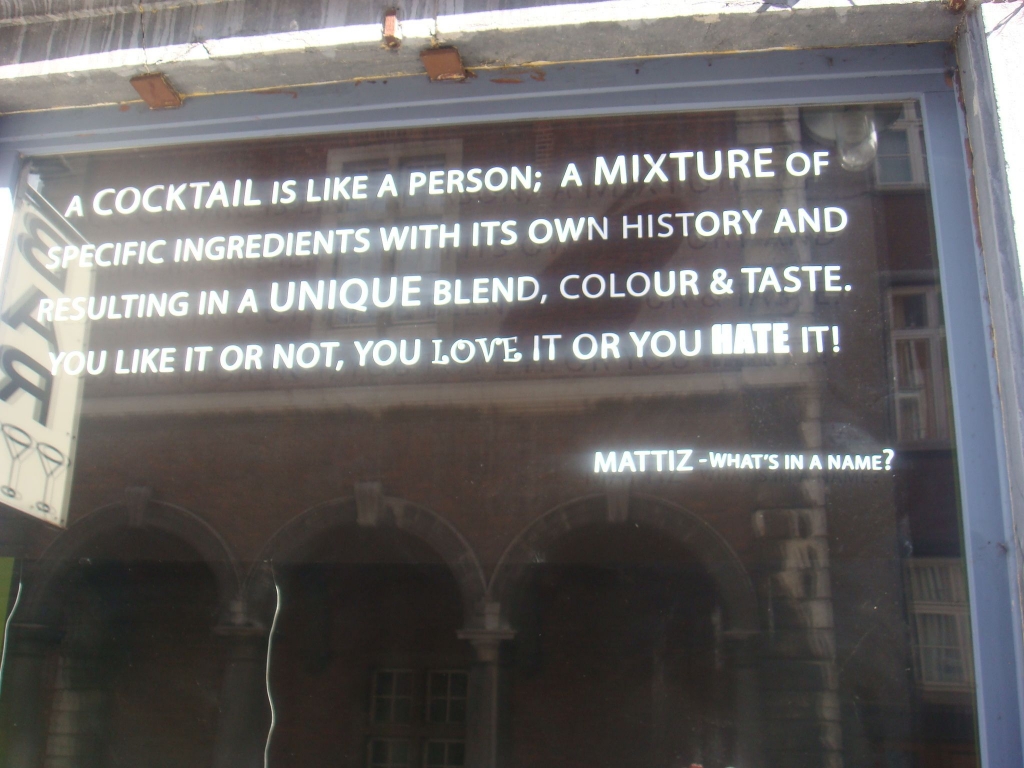 A COCKTAIL IS LIKE A PERSON; A MIXTURE OF
SPECIFIC INGREDIENTS WITH ITS OWN HISTORY AND
RESULTING IN A UNIQUE BLEND, COLOUR & TASTE.
YOU LIKE IT OR NOT, YOU LOVE IT OR YOU HATE IT!
MATTIZ - WHAT'S IN A NAME?
BAR